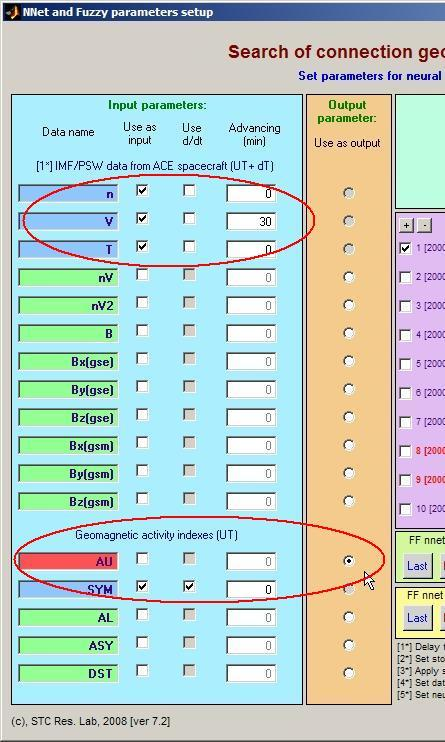 NNet and Fuzzy parameters setup
Search of connection geo
Set parameters for neural
Input parameters:
Output parameter:
Data name
Use as input
Use d/dt
Advancing (min)
Use as output
[1*] IMF/PSW data from ACE spacecraft (UT+ dT)
n 0
V 30
T 0
nV 0
nV2 0
B 0
Bx(gse) 0
By(gse) 0
Bz(gse) 0
Bx(gsm) 0
By(gsm) 0
Bz(gsm) 0
Geomagnetic activity indexes (UT)
AU 0
SYM 0
AL 0
ASY 0
DST 0
+ -
1 [2000
2 [2000
3 [2000
4 [2000
5 [2000
6 [2000
7 [2000
8 [2000
9 [2000
10 [200
FF nnet
Last
FF nnet
Last
[1*] Delay t
[2*] Set sto
[3*] Apply s
[4*] Set dat
[5*] Set neu
(c), STC Res. Lab, 2008 [ver 7.2]